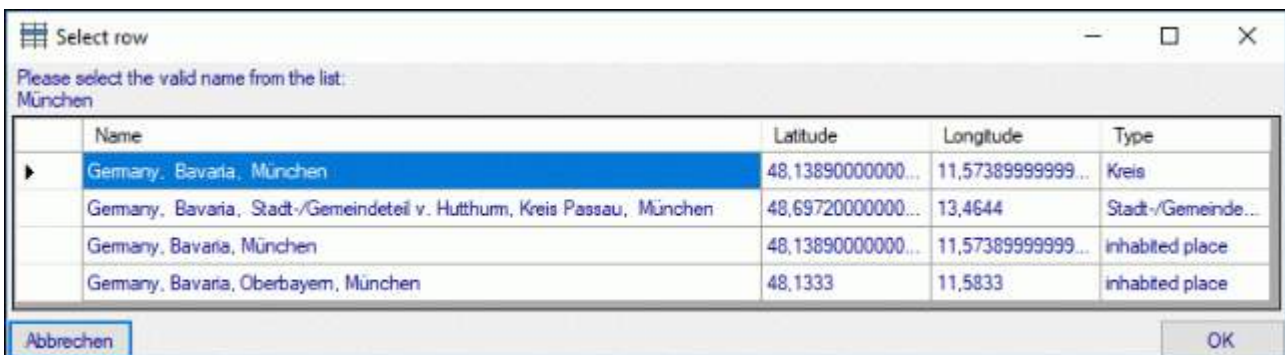 Select row
Please select the valid name from the list:
München
Name Latitude Longitude Type
Germany, Bavaria, München 48,13890000000... 11,57389999999... Kreis
Germany, Bavaria, Stadt-/Gemeindeteil v. Hutthurm, Kreis Passau, München 48,69720000000... 13,4644 Stadt-/Gemeinde...
Germany, Bavaria, München 48,13890000000... 11,57389999999... inhabited place
Germany, Bavaria, Oberbayern, München 48,1333 11,5833 inhabited place
Abbrechen OK